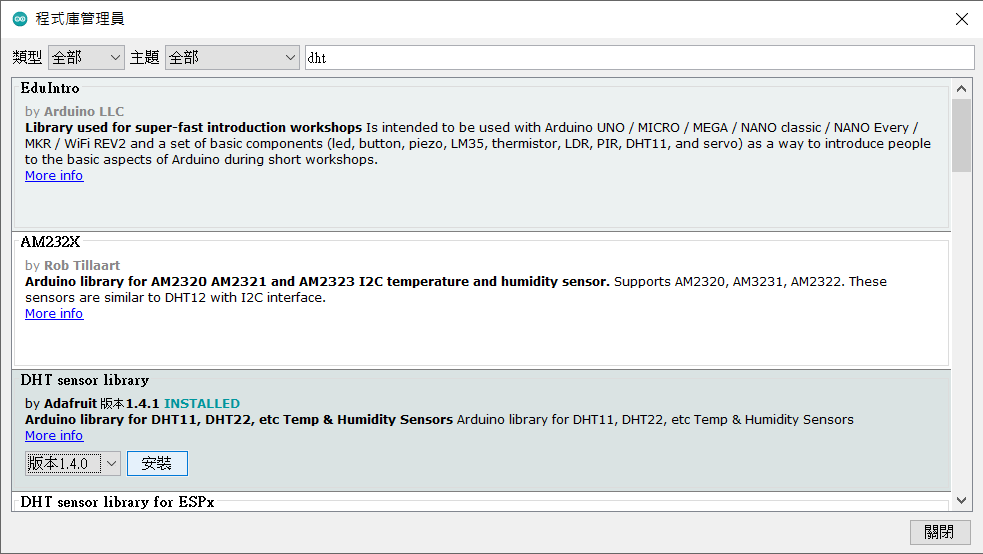 程式庫管理員
類型 全部 主題 全部 dht
EduIntro
by Arduino LLC
Library used for super-fast introduction workshops Is intended to be used with Arduino UNO / MICRO / MEGA / NANO classic / NANO Every /
MKR / WiFi REV2 and a set of basic components (led, button, piezo, LM35, thermistor, LDR, PIR, DHT11, and servo) as a way to introduce people
to the basic aspects of Arduino during short workshops.
More info
AM232X
by Rob Tillaart
Arduino library for AM2320 AM2321 and AM2323 I2C temperature and humidity sensor. Supports AM2320, AM3231, AM2322. These
sensors are similar to DHT12 with I2C interface.
More info
DHT sensor library
by Adafruit 版本1.4.1 INSTALLED
Arduino library for DHT11, DHT22, etc Temp & Humidity Sensors Arduino library for DHT11, DHT22, etc Temp & Humidity Sensors
More info
版本1.4.0 安裝
DHT sensor library for ESPx
關閉